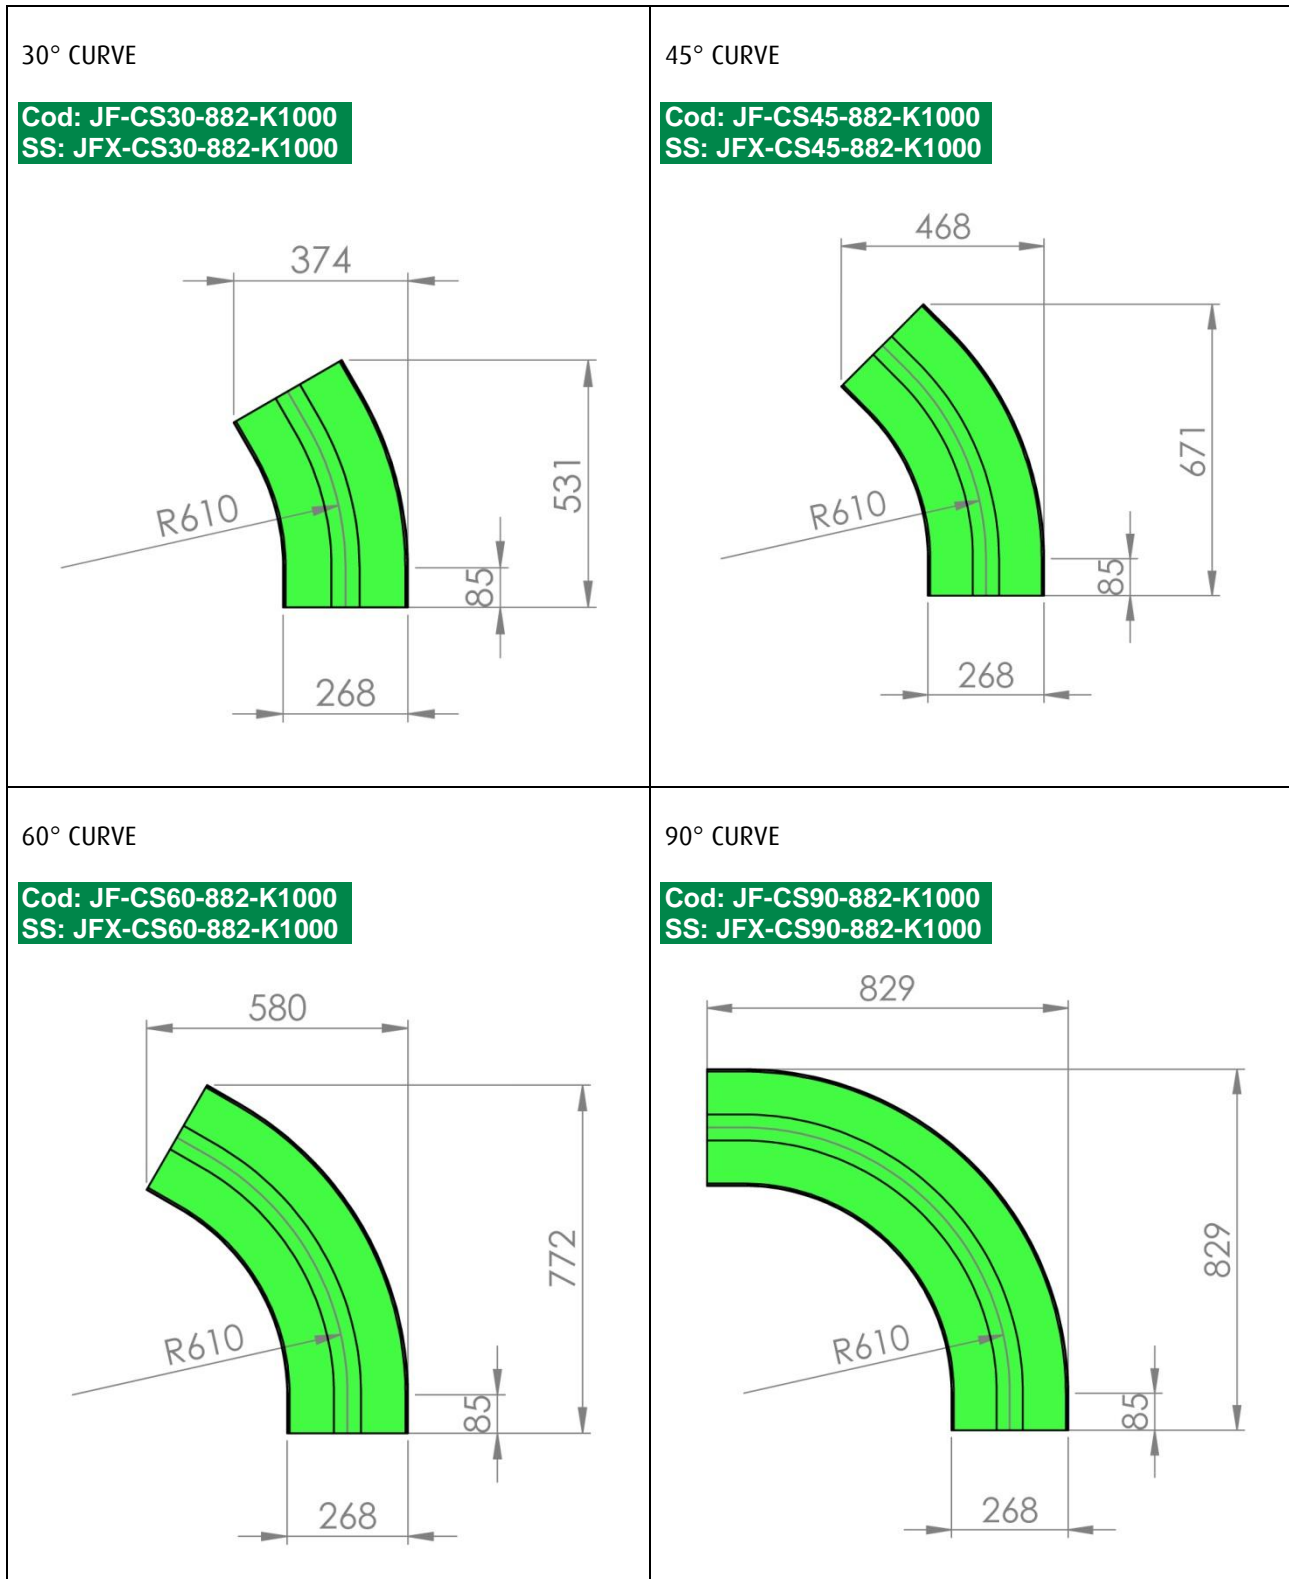 30° CURVE
Cod: JF-CS30-882-K1000
SS: JFX-CS30-882-K1000
374
531
R610
85
268
45° CURVE
Cod: JF-CS45-882-K1000
SS: JFX-CS45-882-K1000
468
671
R610
85
268
60° CURVE
Cod: JF-CS60-882-K1000
SS: JFX-CS60-882-K1000
580
772
R610
85
268
90° CURVE
Cod: JF-CS90-882-K1000
SS: JFX-CS90-882-K1000
829
829
R610
85
268